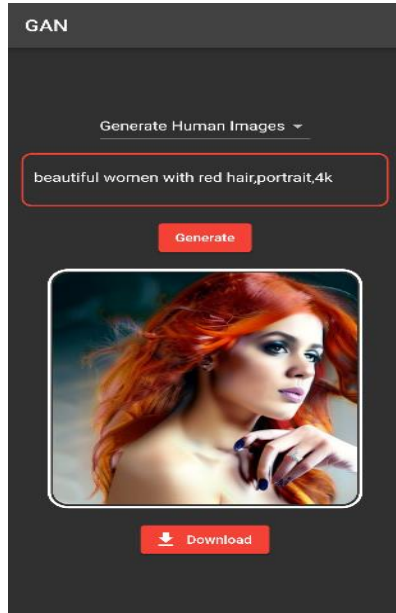 GAN
Generate Human Images
beautiful women with red hair,portrait,4k
Generate
Download